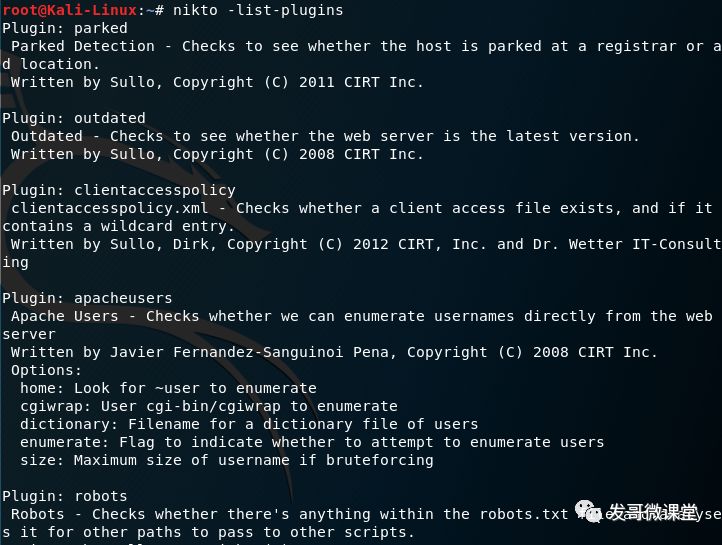 root@Kali-Linux:~# nikto -list-plugins
Plugin: parked
 Parked Detection - Checks to see whether the host is parked at a registrar or a
d location.
 Written by Sullo, Copyright (C) 2011 CIRT Inc.

Plugin: outdated
 Outdated - Checks to see whether the web server is the latest version.
 Written by Sullo, Copyright (C) 2008 CIRT Inc.

Plugin: clientaccesspolicy
 clientaccesspolicy.xml - Checks whether a client access file exists, and if it
contains a wildcard entry.
 Written by Sullo, Dirk, Copyright (C) 2012 CIRT, Inc. and Dr. Wetter IT-Consult
ing

Plugin: apacheusers
 Apache Users - Checks whether we can enumerate usernames directly from the web
server
 Written by Javier Fernandez-Sanguinoi Pena, Copyright (C) 2008 CIRT Inc.
 Options:
  home: Look for ~user to enumerate
  cgiwrap: User cgi-bin/cgiwrap to enumerate
  dictionary: Filename for a dictionary file of users
  enumerate: Flag to indicate whether to attempt to enumerate users
  size: Maximum size of username if bruteforcing

Plugin: robots
 Robots - Checks whether there's anything within the robots.txt
s it for other paths to pass to other scripts.
发哥微课堂